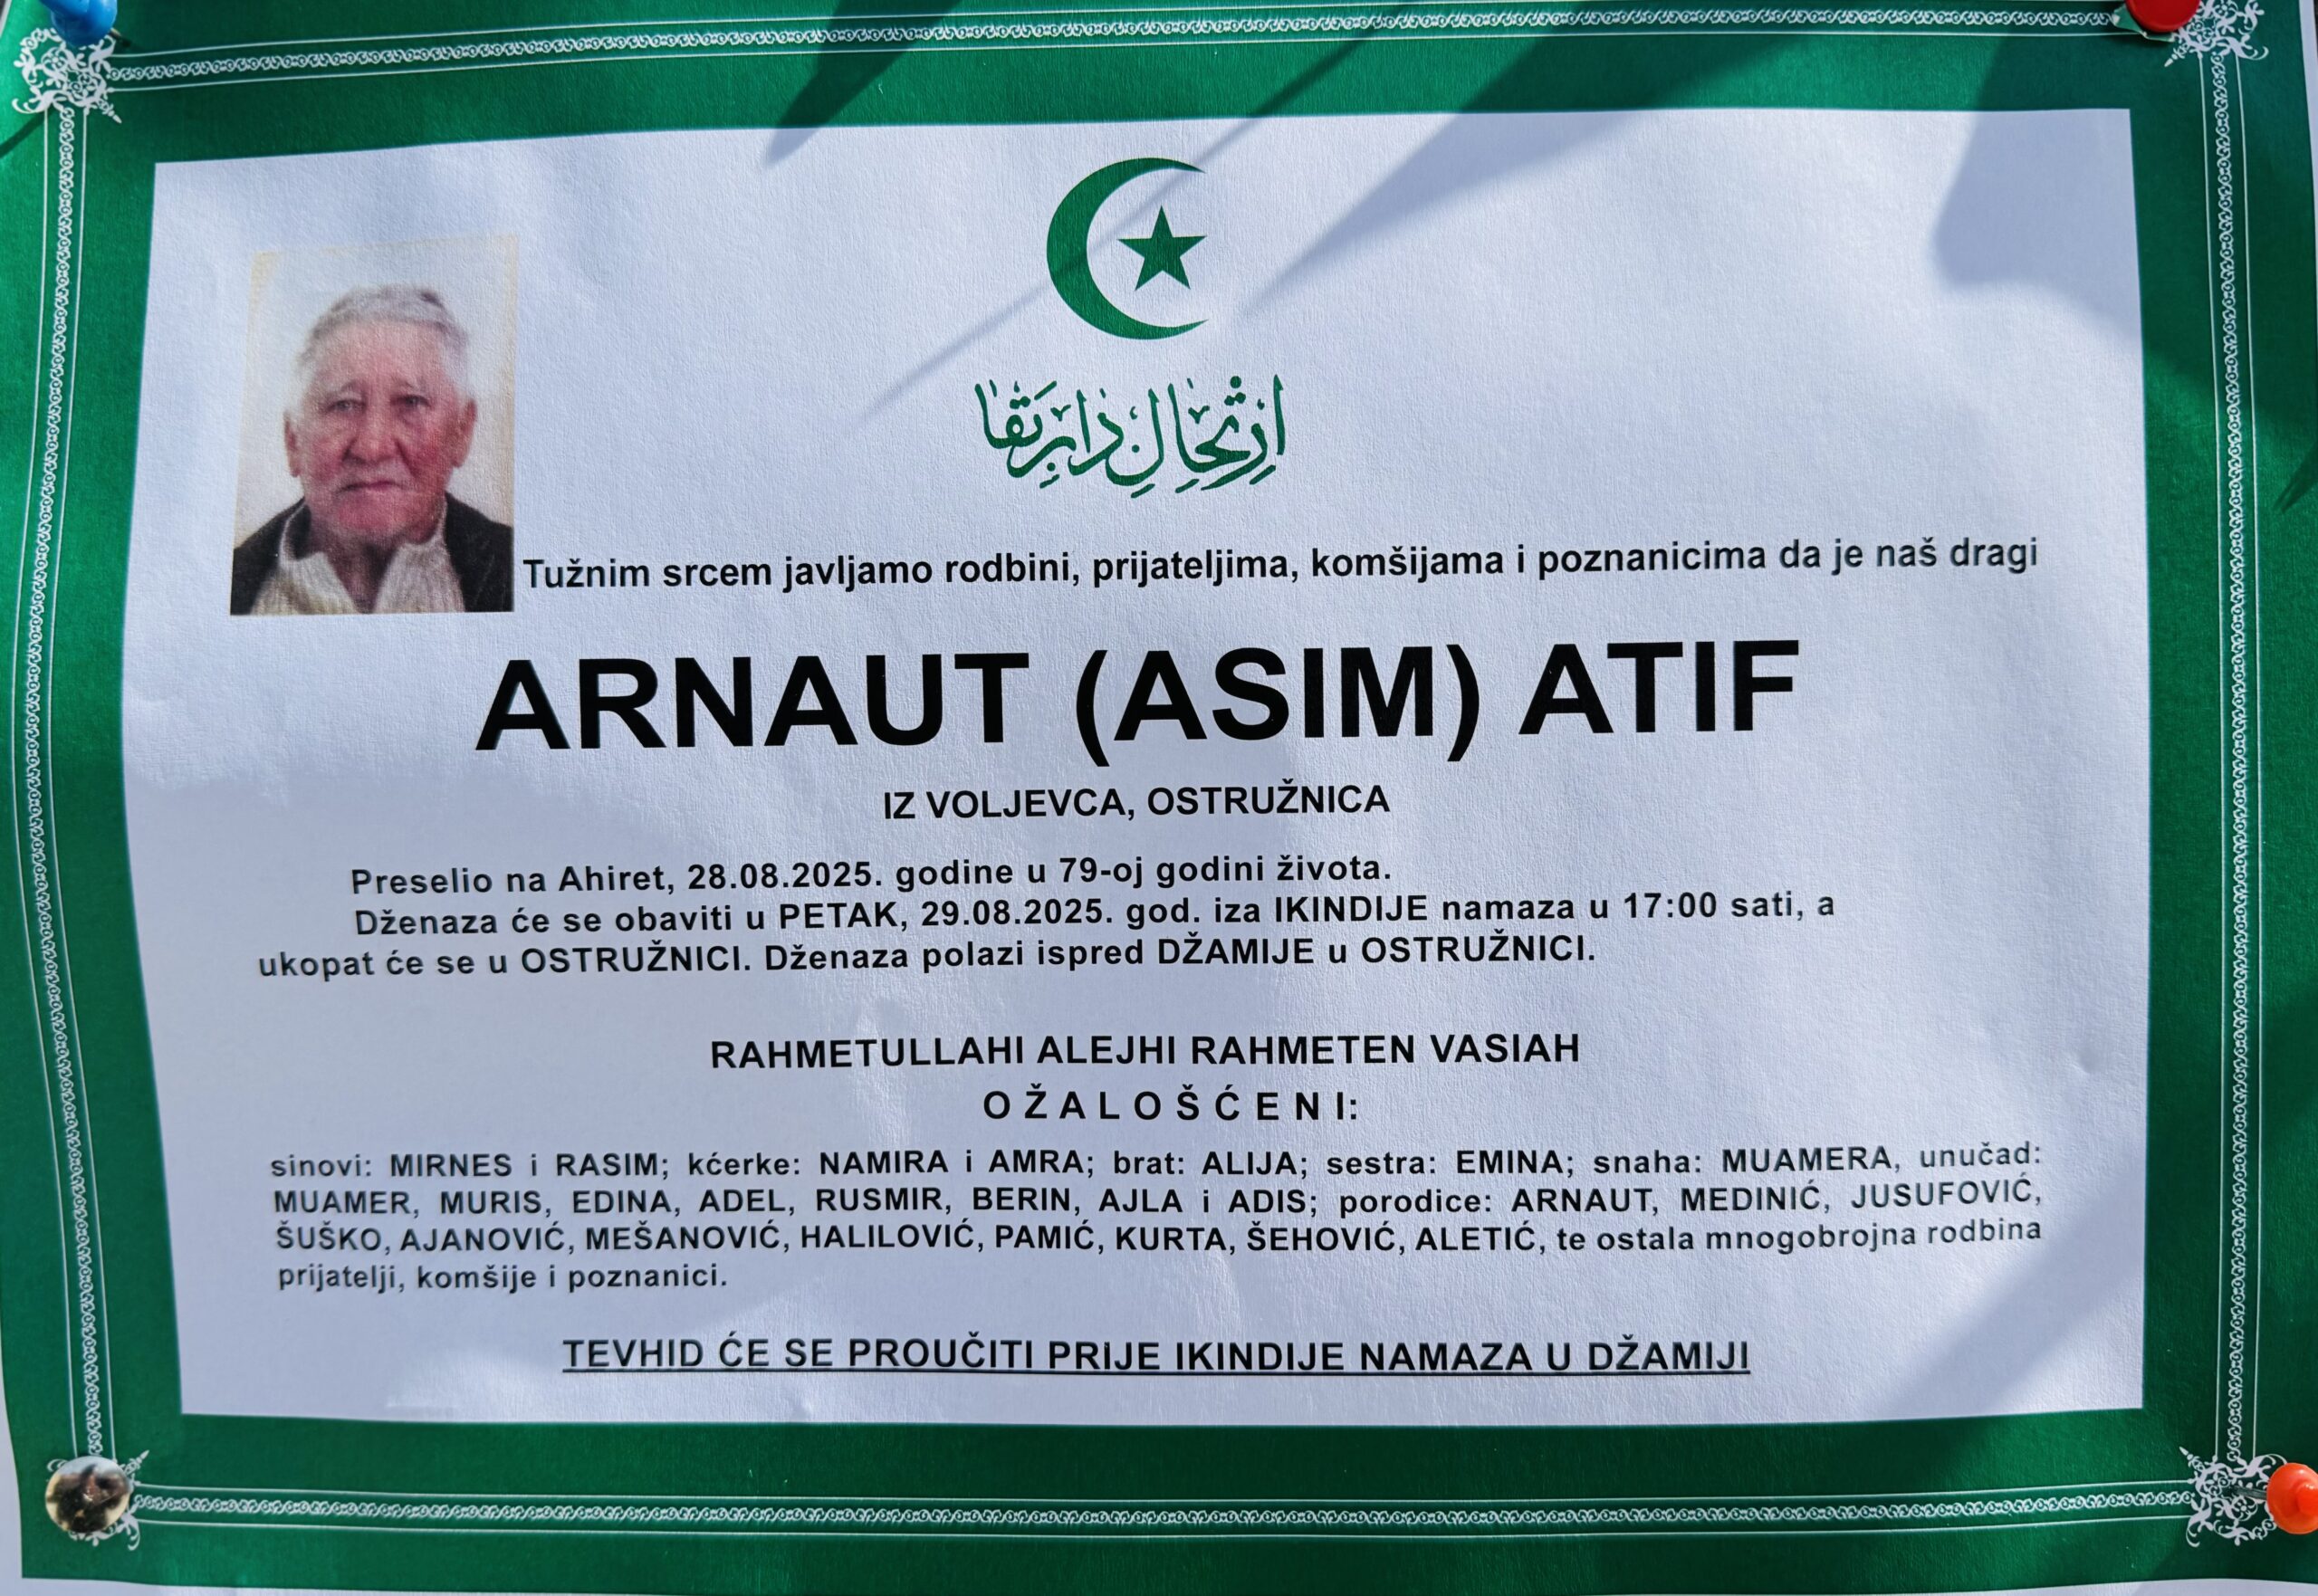 ارتحال دار بقا
Tužnim srcem javljamo rodbini, prijateljima, komšijama i poznanicima da je naš dragi
ARNAUT (ASIM) ATIF
IZ VOLJEVCA, OSTRUŽNICA
Preselio na Ahiret, 28.08.2025. godine u 79-oj godini života.
Dženaza će se obaviti u PETAK, 29.08.2025. god. iza IKINDIJE namaza u 17:00 sati, a
ukopat će se u OSTRUŽNICI. Dženaza polazi ispred DŽAMIJE u OSTRUŽNICI.
RAHMETULLAHI ALEJHI RAHMETEN VASIAH
O Ž A L O Š Ć E N I:
sinovi: MIRNES i RASIM; kćerke: NAMIRA i AMRA; brat: ALIJA; sestra: EMINA; snaha: MUAMERA, unučad:
MUAMER, MURIS, EDINA, ADEL, RUSMIR, BERIN, AJLA i ADIS; porodice: ARNAUT, MEDINIĆ, JUSUFOVIĆ,
ŠUŠKO, AJANOVIĆ, MEŠANOVIĆ, HALILOVIĆ, PAMIĆ, KURTA, ŠEHOVIĆ, ALETIĆ, te ostala mnogobrojna rodbina
prijatelji, komšije i poznanici.
TEVHID ĆE SE PROUČITI PRIJE IKINDIJE NAMAZA U DŽAMIJI